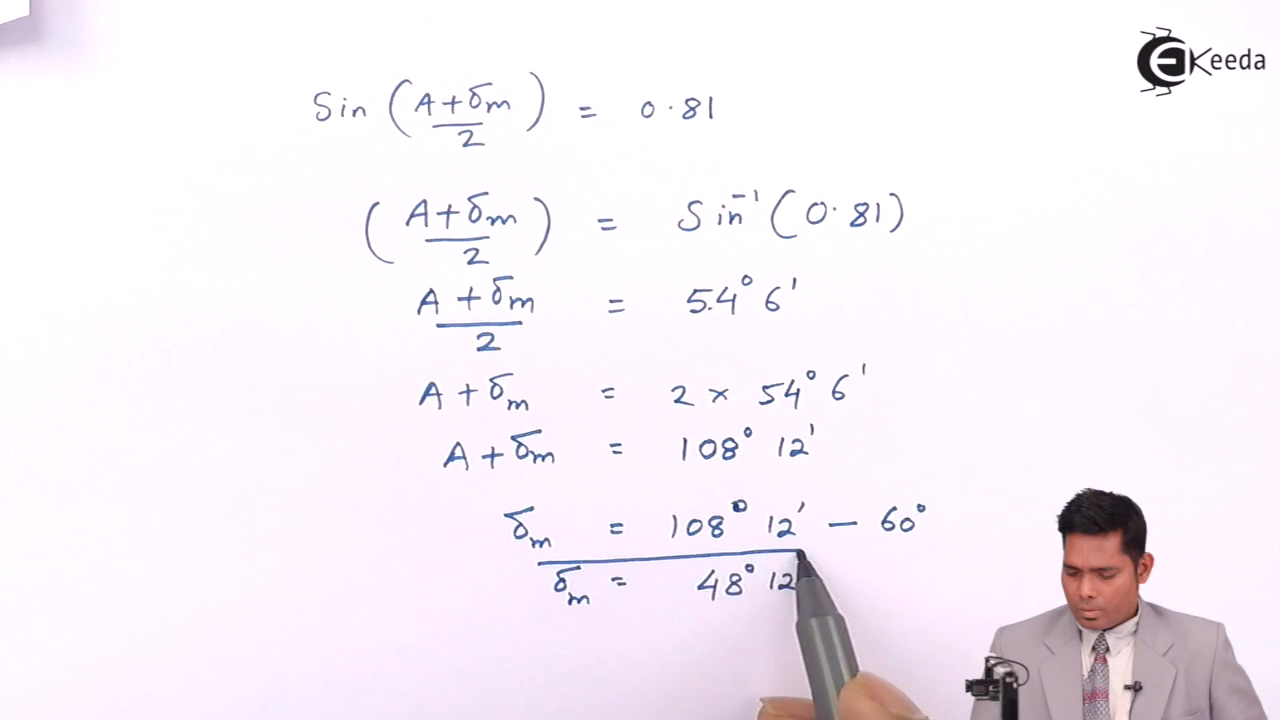 EKeeda
Sin (A + δm / 2) = 0.81
(A + δm / 2) = Sin⁻¹ (0.81)
A + δm / 2 = 54° 6'
A + δm = 2 × 54° 6'
A + δm = 108° 12'
δm = 108° 12' − 60°
δm = 48° 12